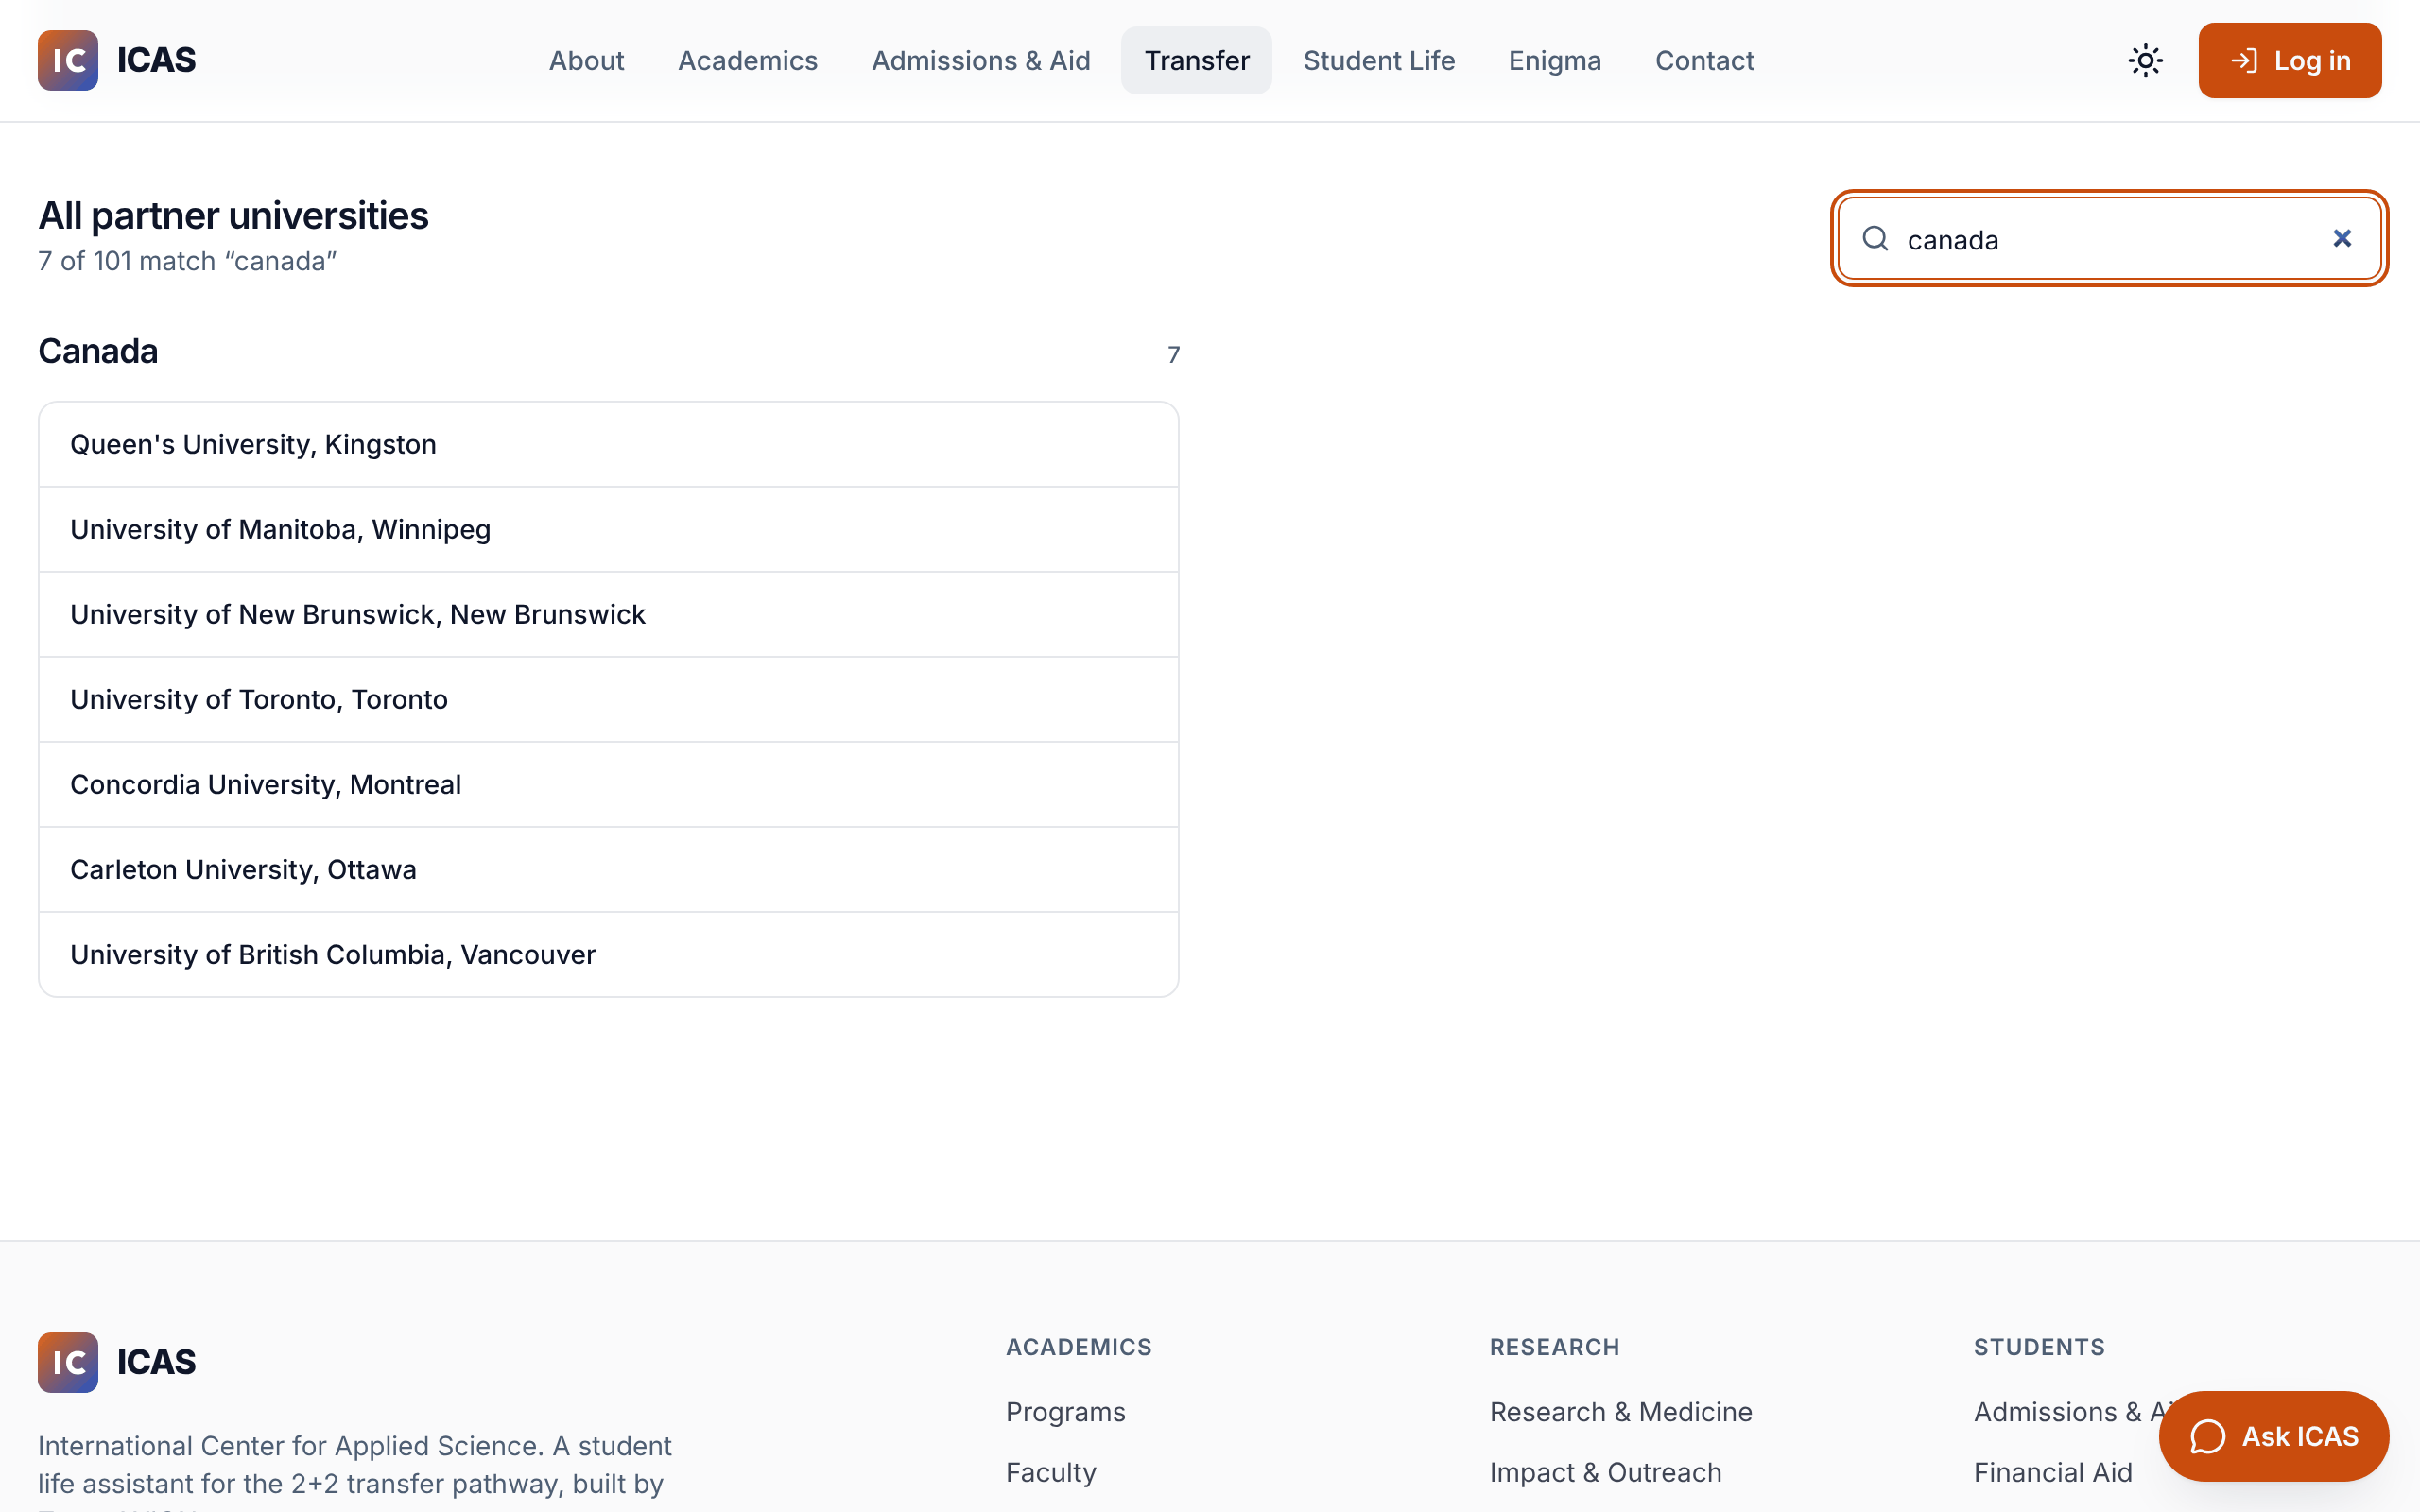 IC ICAS
About Academics Admissions & Aid Transfer Student Life Enigma Contact
Log in
All partner universities
7 of 101 match “canada”
canada
Canada 7
Queen's University, Kingston
University of Manitoba, Winnipeg
University of New Brunswick, New Brunswick
University of Toronto, Toronto
Concordia University, Montreal
Carleton University, Ottawa
University of British Columbia, Vancouver
IC ICAS
International Center for Applied Science. A student
life assistant for the 2+2 transfer pathway, built by
ACADEMICS
Programs
Faculty
RESEARCH
Research & Medicine
Impact & Outreach
STUDENTS
Admissions &
Financial Aid
Ask ICAS